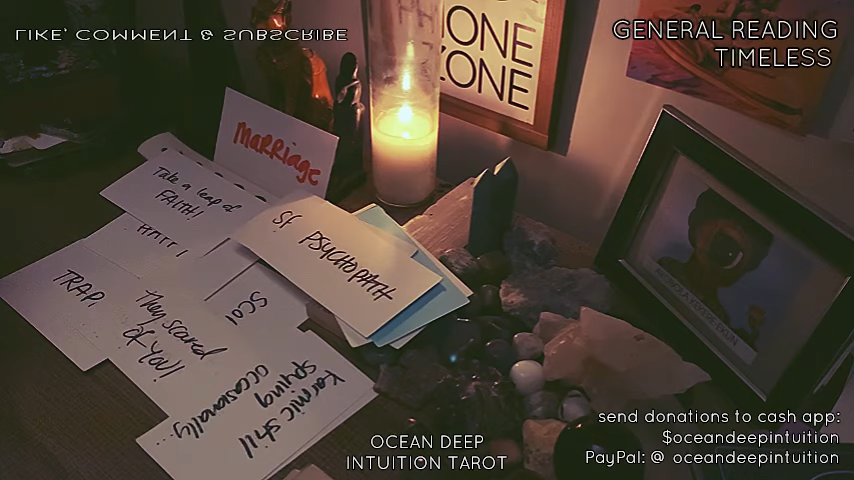 LIKE, COMMENT & SUBSCRIBE
GENERAL READING
TIMELESS
ZONE
MARRIAGE
Take a leap of
FAITH!
SF PSYCHOPATH
TRAP!
They scared
of YOU!
Karmic still
spying
occasionally...
OCEAN DEEP
INTUITION TAROT
send donations to cash app:
$oceandeepintuition
PayPal: @ oceandeepintuition